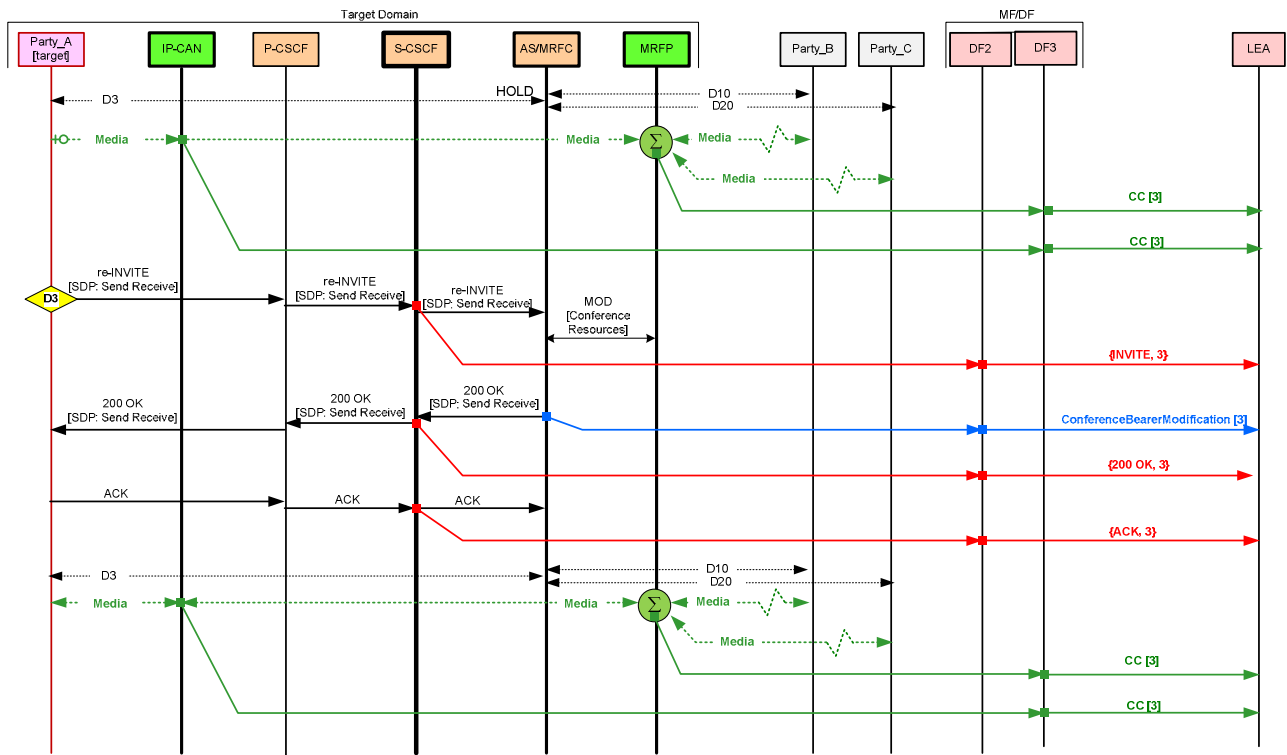 Target Domain
MF/DF
Party_A
[target]
IP-CAN
P-CSCF
S-CSCF
AS/MRFC
MRFP
Party_B
Party_C
DF2
DF3
LEA
D3
HOLD
D10
D20
Media
Media
Σ
Media
Media
CC [3]
CC [3]
D3
re-INVITE
[SDP: Send Receive]
re-INVITE
[SDP: Send Receive]
re-INVITE
[SDP: Send Receive]
MOD
[Conference
Resources]
{INVITE, 3}
200 OK
[SDP: Send Receive]
200 OK
[SDP: Send Receive]
200 OK
[SDP: Send Receive]
ConferenceBearerModification [3]
{200 OK, 3}
ACK
ACK
ACK
{ACK, 3}
D3
D10
D20
Media
Media
Σ
Media
Media
CC [3]
CC [3]